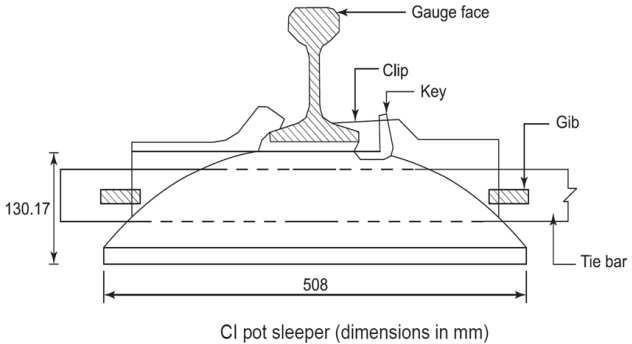 Gauge face
Clip
Key
Gib
130.17
Tie bar
508
CI pot sleeper (dimensions in mm)